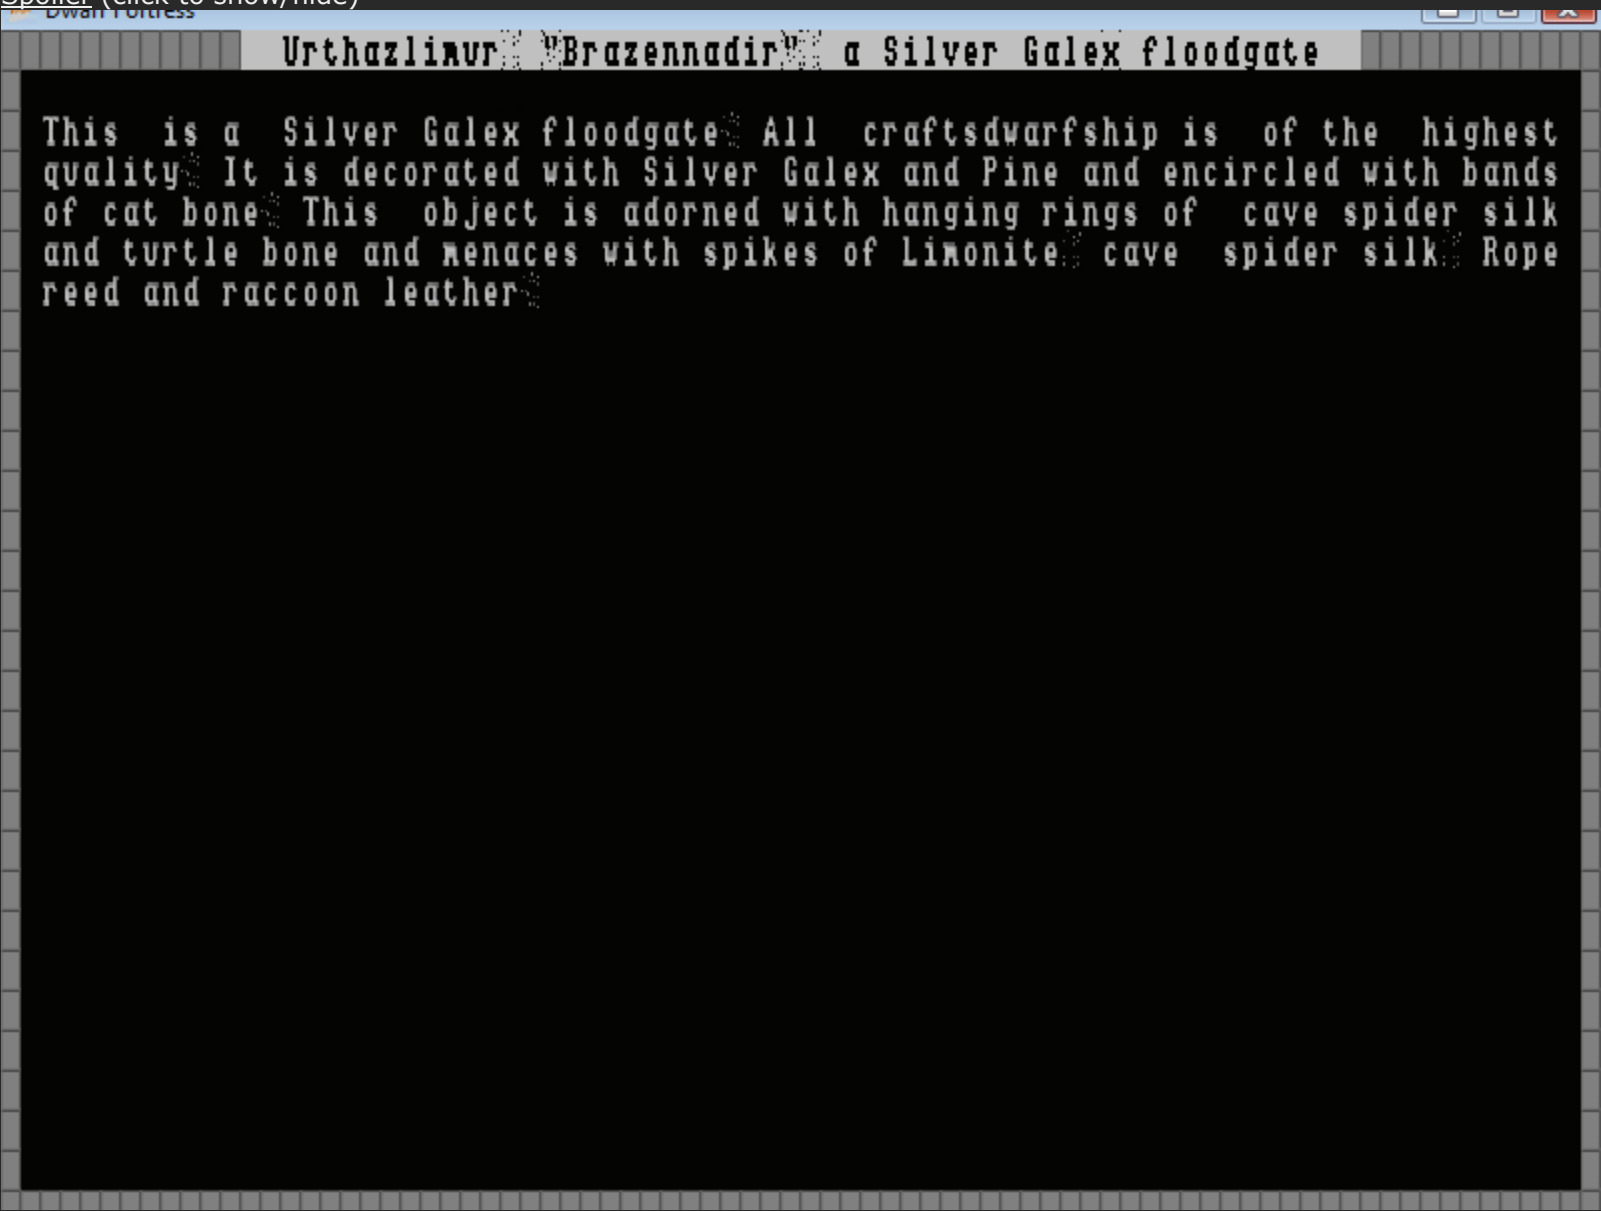 Spoiler (click to show/hide)
Dwarf Fortress
Urthazlimur, "Brazennadir", a Silver Galex floodgate
This is a Silver Galex floodgate. All craftsdwarfship is of the highest
quality. It is decorated with Silver Galex and Pine and encircled with bands
of cat bone. This object is adorned with hanging rings of cave spider silk
and turtle bone and menaces with spikes of Limonite, cave spider silk, Rope
reed and raccoon leather.